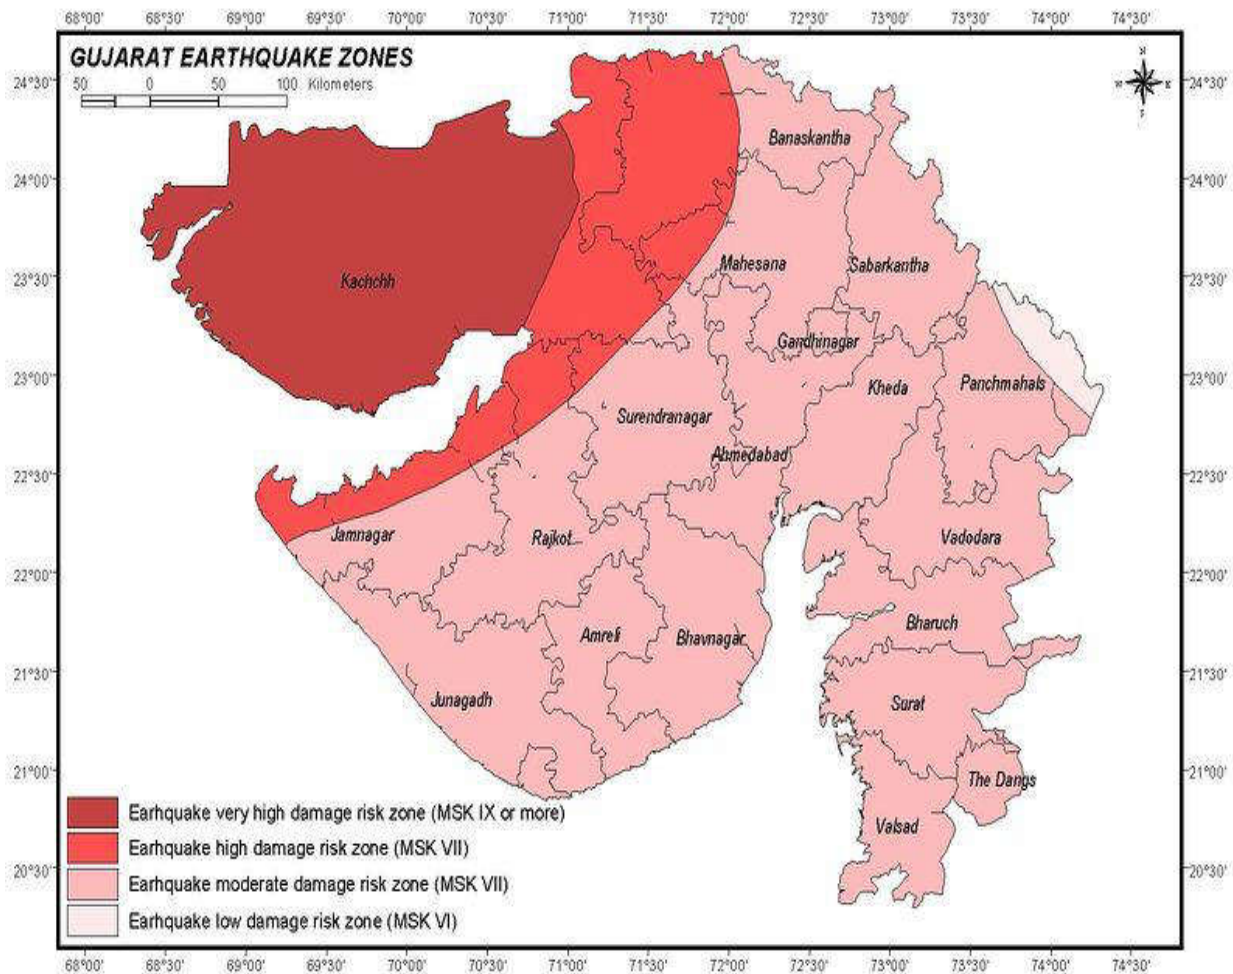 68°00' 68°30' 69°00' 69°30' 70°00' 70°30' 71°00' 71°30' 72°00' 72°30' 73°00' 73°30' 74°00' 74°30'
GUJARAT EARTHQUAKE ZONES
50 0 50 100 Kilometers
24°30' 24°30'
N
W E
S
Banaskantha
24°00' 24°00'
Mahesana Sabarkantha
23°30' 23°30'
Kachchh
Gandhinagar
23°00' 23°00'
Kheda Panchmahals
Surendranagar
Ahmedabad
22°30' 22°30'
Jamnagar Rajkot Vadodara
22°00' 22°00'
Bharuch
Amreli Bhavnagar
21°30' 21°30'
Junagadh Surat
21°00' 21°00'
The Dangs
Earhquake very high damage risk zone (MSK IX or more)
Valsad
Earhquake high damage risk zone (MSK VII)
20°30' 20°30'
Earhquake moderate damage risk zone (MSK VII)
Earhquake low damage risk zone (MSK VI)
68°00' 68°30' 69°00' 69°30' 70°00' 70°30' 71°00' 71°30' 72°00' 72°30' 73°00' 73°30' 74°00' 74°30'